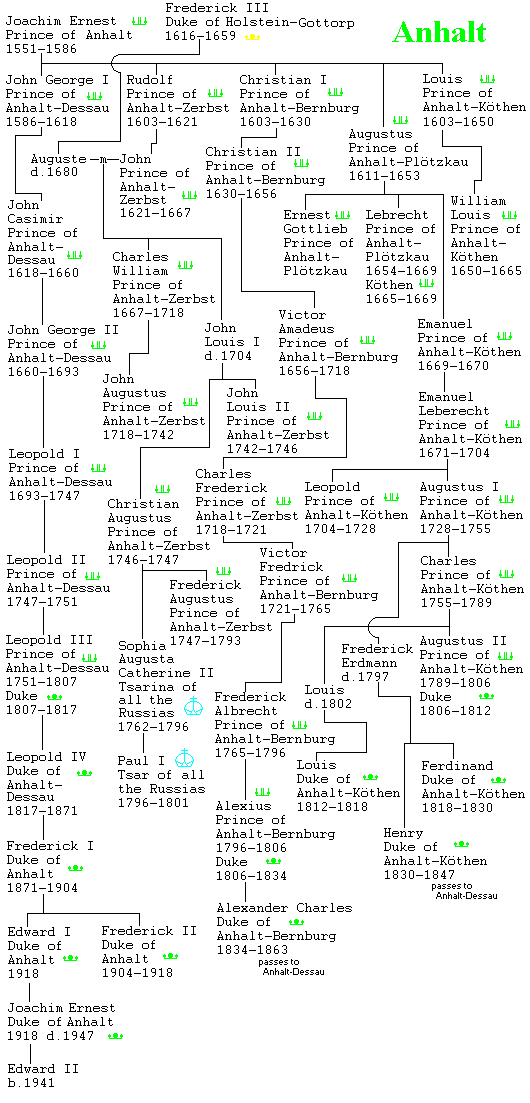 Anhalt
Joachim Ernest
Prince of Anhalt
1551–1586
Frederick III
Duke of Holstein–Gottorp
1616–1659
John George I
Prince of
Anhalt–Dessau
1586–1618
Rudolf
Prince of
Anhalt–Zerbst
1603–1621
Christian I
Prince of
Anhalt–Bernburg
1603–1630
Louis
Prince of
Anhalt–Köthen
1603–1650
Augustus
Prince of
Anhalt–Plötzkau
1611–1653
Auguste–m–John
d.1680
Prince of
Anhalt–
Zerbst
1621–1667
Christian II
Prince of
Anhalt–Bernburg
1630–1656
John
Casimir
Prince of
Anhalt–
Dessau
1618–1660
Ernest
Gottlieb
Prince of
Anhalt–
Plötzkau
Lebrecht
Prince of
Anhalt–
Plötzkau
1654–1669
Köthen
1665–1669
William
Louis
Prince of
Anhalt–
Köthen
1650–1665
Charles
William
Prince of
Anhalt–Zerbst
1667–1718
John
Louis I
d.1704
Victor
Amadeus
Prince of
Anhalt–Bernburg
1656–1718
Emanuel
Prince of
Anhalt–Köthen
1669–1670
John George II
Prince of
Anhalt–Dessau
1660–1693
John
Augustus
Prince of
Anhalt–Zerbst
1718–1742
John
Louis II
Prince of
Anhalt–Zerbst
1742–1746
Emanuel
Leberecht
Prince of
Anhalt–Köthen
1671–1704
Leopold I
Prince of
Anhalt–Dessau
1693–1747
Christian
Augustus
Prince of
Anhalt–Zerbst
1746–1747
Charles
Frederick
Prince of
Anhalt–Zerbst
1718–1721
Leopold
Prince of
Anhalt–Köthen
1704–1728
Augustus I
Prince of
Anhalt–Köthen
1728–1755
Leopold II
Prince of
Anhalt–Dessau
1747–1751
Frederick
Augustus
Prince of
Anhalt–Zerbst
1747–1793
Victor
Fredrick
Prince of
Anhalt–Bernburg
1721–1765
Charles
Prince of
Anhalt–Köthen
1755–1789
Leopold III
Prince of
Anhalt–Dessau
1751–1807
Duke
1807–1817
Sophia
Augusta
Catherine II
Tsarina of
all the
Russias
1762–1796
Frederick
Erdmann
d.1797
Augustus II
Prince of
Anhalt–Köthen
1789–1806
Duke
1806–1812
Louis
d.1802
Frederick
Albrecht
Prince of
Anhalt–Bernburg
1765–1796
Leopold IV
Duke of
Anhalt–
Dessau
1817–1871
Paul I
Tsar of all
the Russias
1796–1801
Louis
Duke of
Anhalt–Köthen
1812–1818
Ferdinand
Duke of
Anhalt–Köthen
1818–1830
Alexius
Prince of
Anhalt–Bernburg
1796–1806
Duke
1806–1834
Henry
Duke of
Anhalt–Köthen
1830–1847
passes to
Anhalt-Dessau
Frederick I
Duke of
Anhalt
1871–1904
Alexander Charles
Duke of
Anhalt–Bernburg
1834–1863
passes to
Anhalt-Dessau
Edward I
Duke of
Anhalt
1918
Frederick II
Duke of
Anhalt
1904–1918
Joachim Ernest
Duke of Anhalt
1918 d.1947
Edward II
b.1941